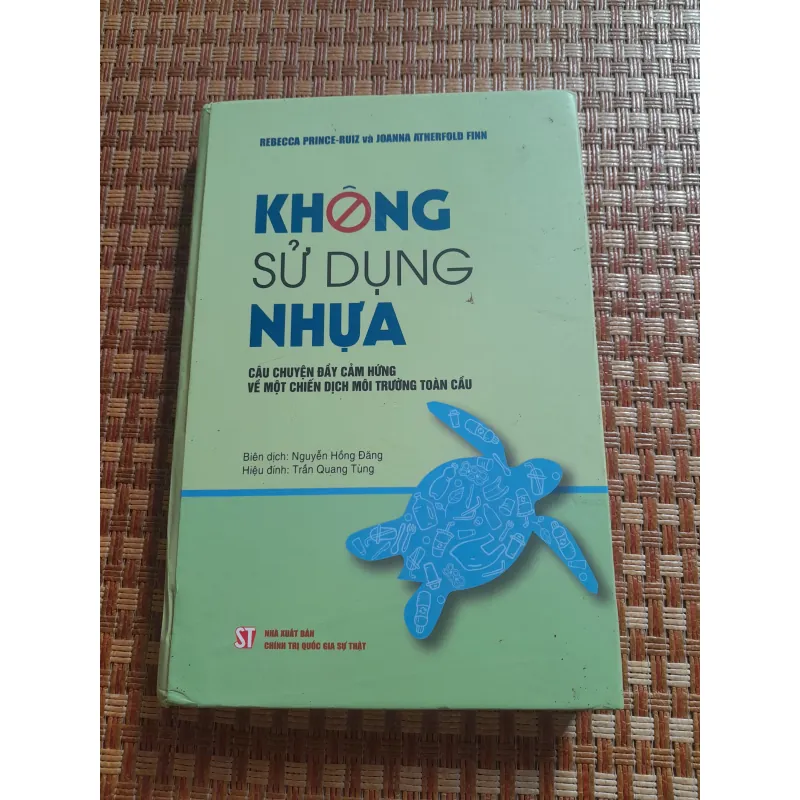 REBECCA PRINCE-RUIZ và JOANNA ATHERFOLD FINN
KHÔNG
SỬ DỤNG
NHỰA
CÂU CHUYỆN ĐẦY CẢM HỨNG
VỀ MỘT CHIẾN DỊCH MÔI TRƯỜNG TOÀN CẦU
Biên dịch: Nguyễn Hồng Đăng
Hiệu đính: Trần Quang Tùng
ST
NHÀ XUẤT BẢN
CHÍNH TRỊ QUỐC GIA SỰ THẬT